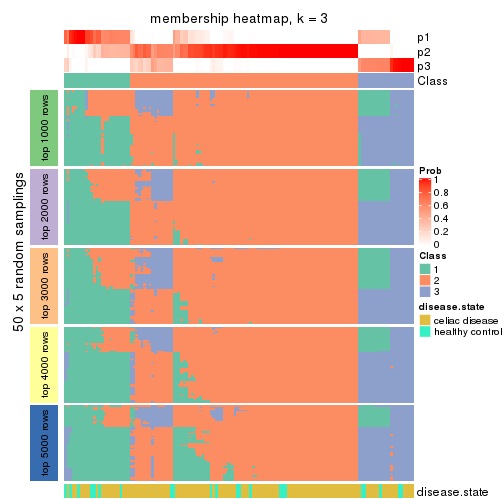 membership heatmap, k = 3
p1
p2
p3
Class
50 x 5 random samplings
top 1000 rows
top 2000 rows
top 3000 rows
top 4000 rows
top 5000 rows
disease.state
Prob
1
0.8
0.6
0.4
0.2
0
Class
1
2
3
disease.state
celiac disease
healthy control